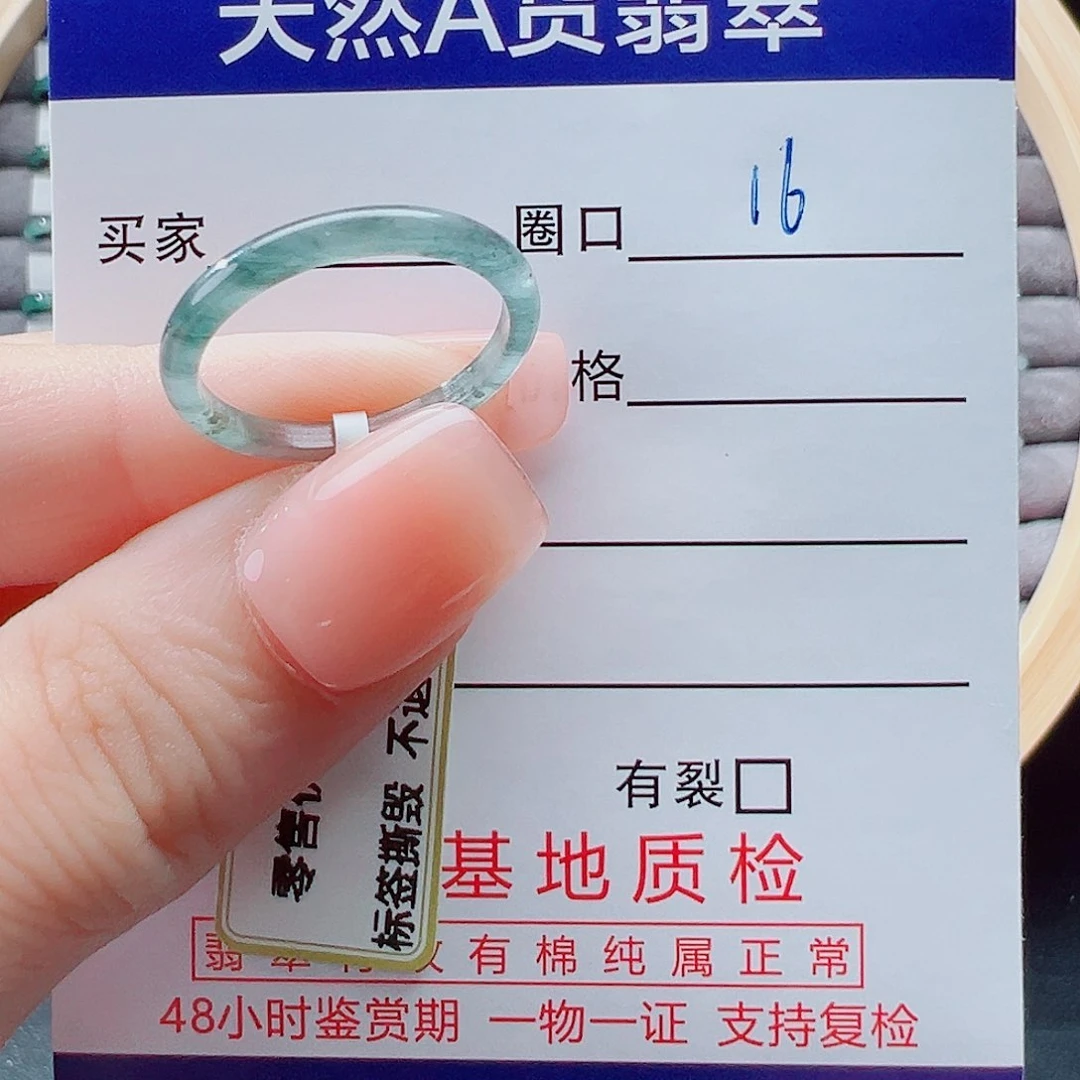 天然A货翡翠
买家
圈口 16
格
有裂
基地质检
翡翠有纹有棉纯属正常
48小时鉴赏期 一物一证 支持复检
零售
标签撕毁 不退